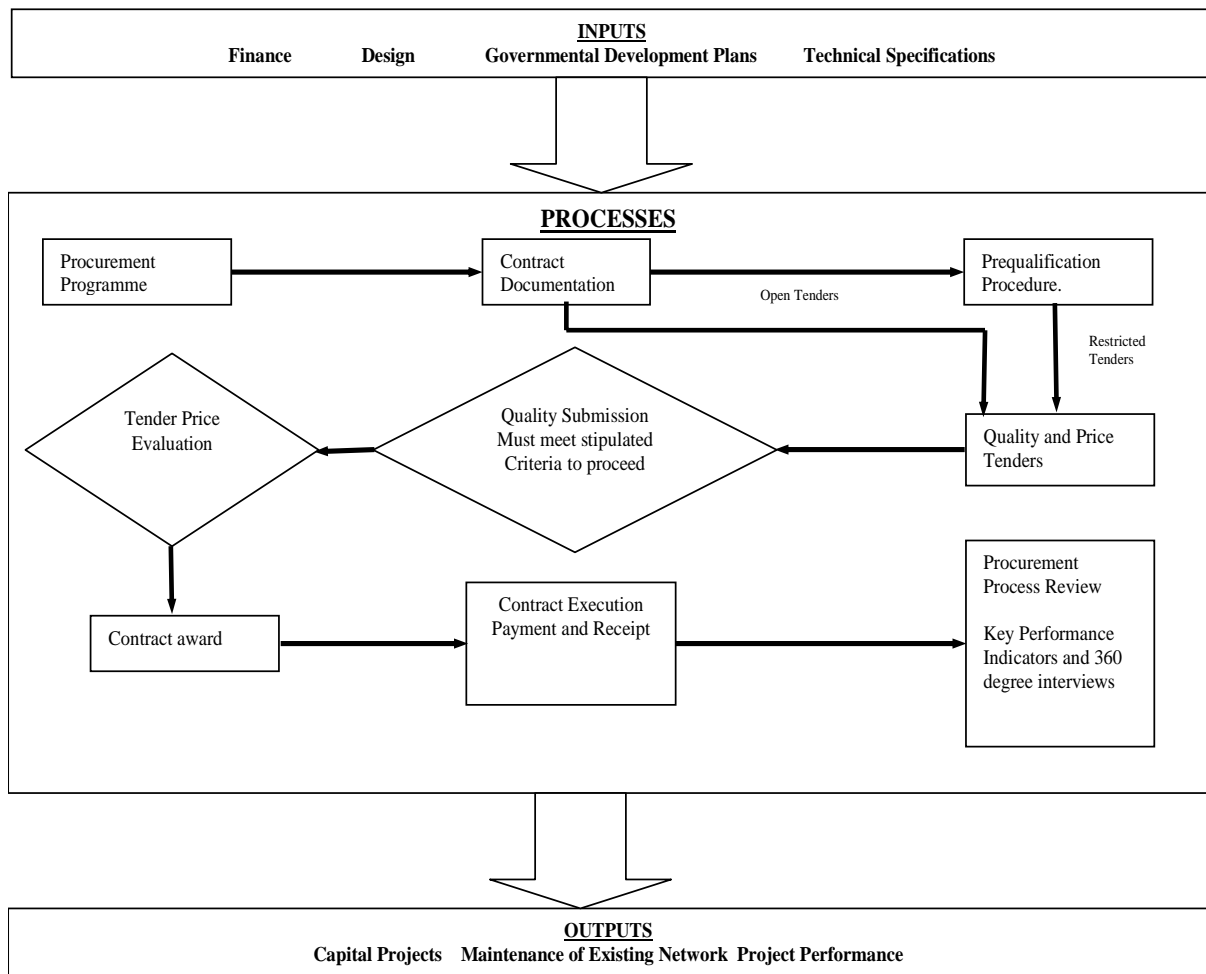 INPUTS
Finance Design Governmental Development Plans Technical Specifications
PROCESSES
Procurement
Programme
Contract
Documentation
Prequalification
Procedure.
Open Tenders
Restricted
Tenders
Tender Price
Evaluation
Quality Submission
Must meet stipulated
Criteria to proceed
Quality and Price
Tenders
Contract award
Contract Execution
Payment and Receipt
Procurement
Process Review
Key Performance
Indicators and 360
degree interviews
OUTPUTS
Capital Projects Maintenance of Existing Network Project Performance